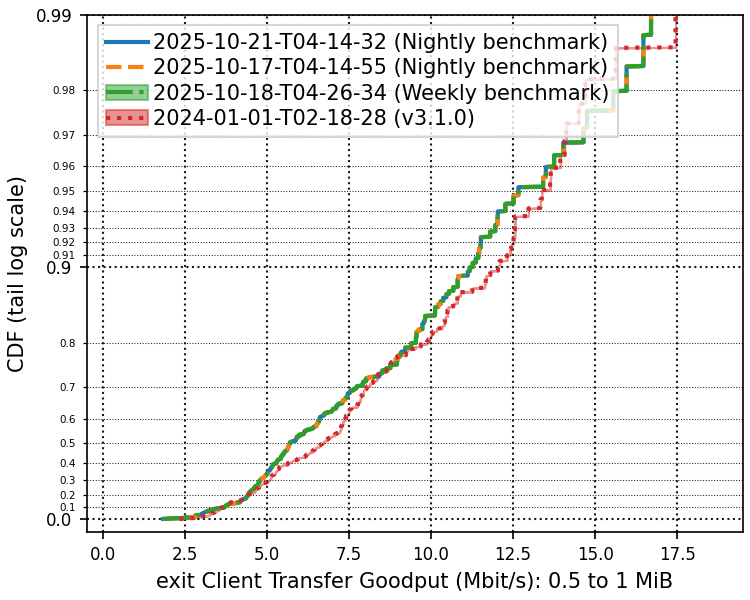 0.99
2025-10-21-T04-14-32 (Nightly benchmark)
2025-10-17-T04-14-55 (Nightly benchmark)
2025-10-18-T04-26-34 (Weekly benchmark)
2024-01-01-T02-18-28 (v3.1.0)
0.98
0.97
0.96
0.95
0.94
0.93
0.92
0.91
0.9
0.8
0.7
0.6
0.5
0.4
0.3
0.2
0.1
0.0
CDF (tail log scale)
0.0 2.5 5.0 7.5 10.0 12.5 15.0 17.5
exit Client Transfer Goodput (Mbit/s): 0.5 to 1 MiB